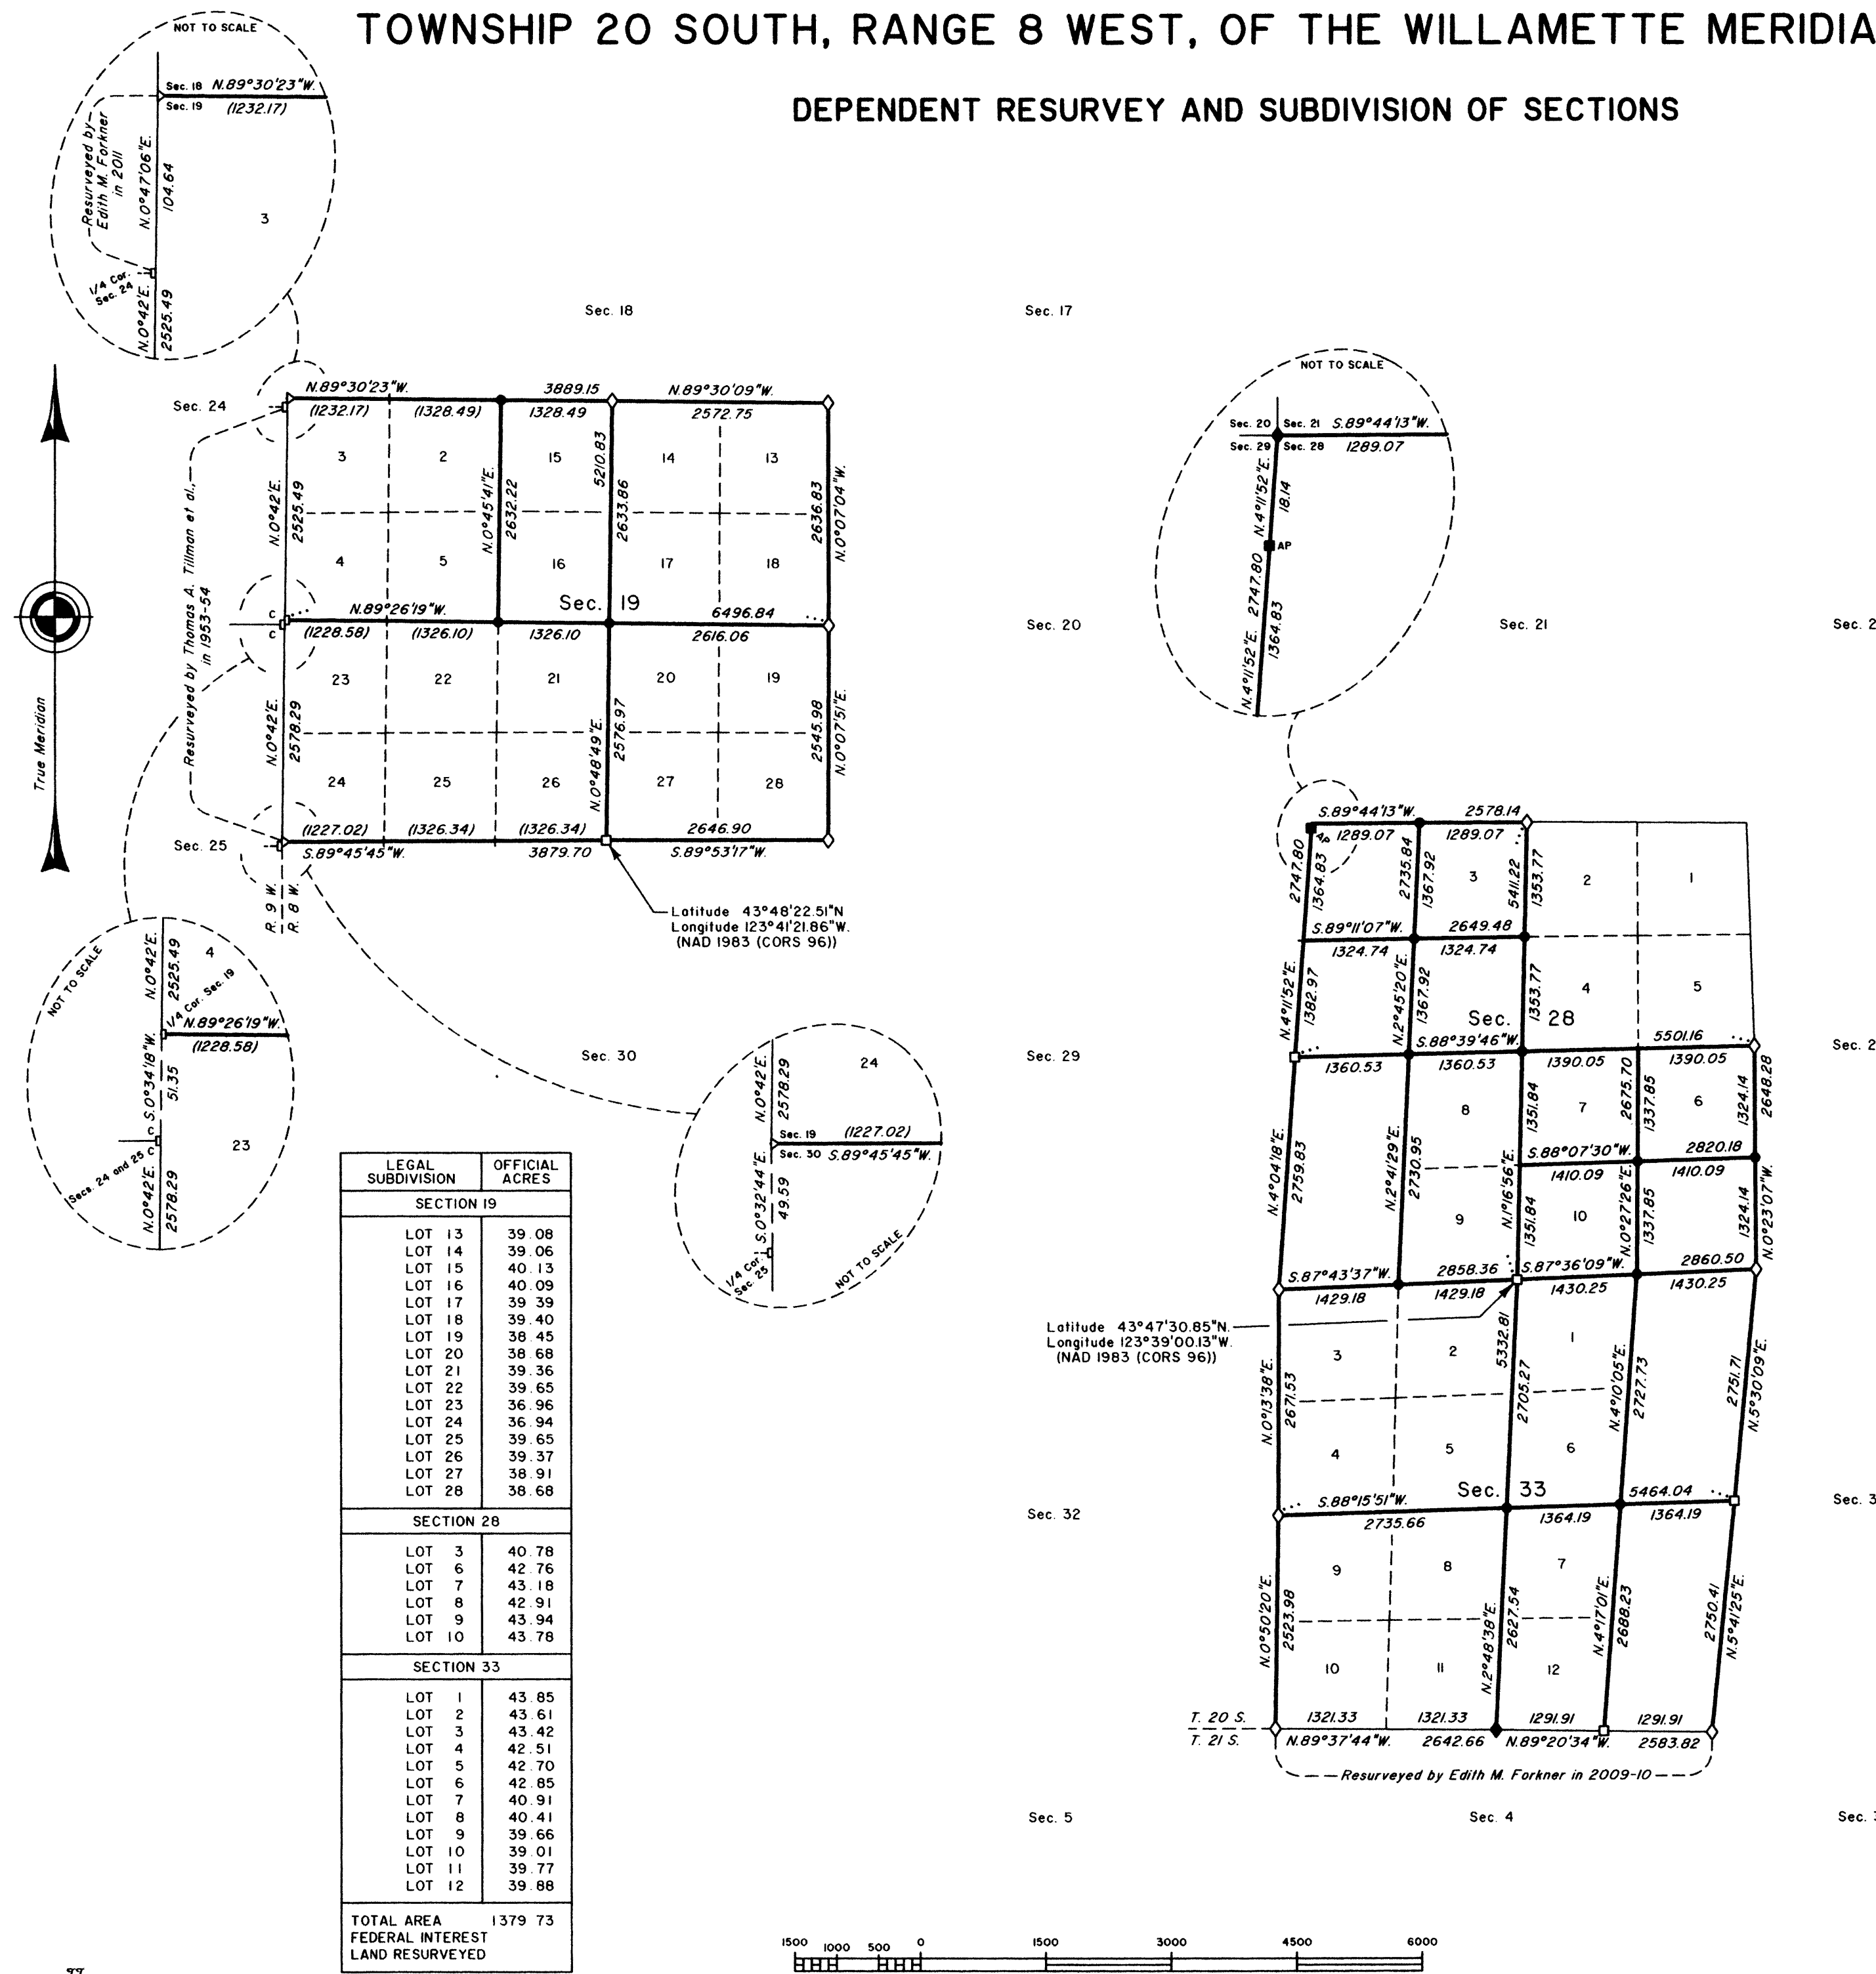 TOWNSHIP 20 SOUTH, RANGE 8 WEST, OF THE WILLAMETTE MERIDIA
DEPENDENT RESURVEY AND SUBDIVISION OF SECTIONS
NOT TO SCALE
Sec. 18 N.89°30'23"W.
Sec. 19 (1232.17)
Resurveyed by
Edith M. Forkner
in 2011
N.0°47'06"E.
104.64
3
1/4 Cor.
Sec. 24
N.0°42'E.
2525.49
Sec. 18
Sec. 17
Sec. 24
N.89°30'23"W.
3889.15
N.89°30'09"W.
(1232.17)
(1328.49)
1328.49
2572.75
3
2
15
14
13
N.0°42'E.
2525.49
N.0°45'41"E.
2632.22
5210.83
2633.86
2636.83
N.0°07'04"W.
4
5
16
17
18
Resurveyed by Thomas A. Tillman et al.,
in 1953-54
True Meridian
C
C
N.89°26'19"W.
Sec. 19
6496.84
(1228.58)
(1326.10)
1326.10
2616.06
23
22
21
20
19
N.0°42'E.
2578.29
N.0°48'49"E.
2576.97
2545.98
N.0°07'51"E.
24
25
26
27
28
(1227.02)
(1326.34)
(1326.34)
2646.90
Sec. 25
S.89°45'45"W.
3879.70
S.89°53'17"W.
R. 9 W.
R. 8 W.
Latitude 43°48'22.51"N
Longitude 123°41'21.86"W.
(NAD 1983 (CORS 96))
Sec. 20
Sec. 21
Sec. 2
NOT TO SCALE
Sec. 20 Sec. 21 S.89°44'13"W.
Sec. 29 Sec. 28 1289.07
N.4°11'52"E.
18.14
AP
N.4°11'52"E. 2747.80
1364.83
NOT TO SCALE
N.0°42'E.
2525.49
4
1/4 Cor. Sec. 19
N.89°26'19"W.
(1228.58)
S.0°34'18"W.
51.35
C
C
Secs. 24 and 25
23
N.0°42'E.
2578.29
Sec. 30
Sec. 29
N.0°42'E.
2578.29
24
Sec. 19 (1227.02)
Sec. 30 S.89°45'45"W.
S.0°32'44"E.
49.59
1/4 Cor.
Sec. 25
NOT TO SCALE
S.89°44'13"W.
2578.14
AP
1289.07
1289.07
2747.80
1364.83
2735.84
1367.92
3
5411.22
1353.77
2
1
S.89°11'07"W.
2649.48
1324.74
1324.74
N.4°11'52"E.
1382.97
N.2°45'20"E.
1367.92
1353.77
4
5
Sec. 28
S.88°39'46"W.
5501.16
Sec. 2
1360.53
1360.53
1390.05
1390.05
N.4°04'18"E.
2759.83
N.2°41'29"E.
2730.95
8
1351.84
7
2675.70
1337.85
6
1324.14
2648.28
S.88°07'30"W.
2820.18
1410.09
1410.09
9
N.1°16'56"E.
1351.84
10
N.0°27'26"E.
1337.85
1324.14
N.0°23'07"W.
S.87°43'37"W.
2858.36
S.87°36'09"W.
2860.50
1429.18
1429.18
1430.25
1430.25
Latitude 43°47'30.85"N.
Longitude 123°39'00.13"W.
(NAD 1983 (CORS 96))
N.0°13'38"E.
2671.53
3
2
5332.81
2705.27
1
N.4°10'05"E.
2727.73
2751.71
N.5°30'09"E.
4
5
6
Sec. 33
S.88°15'51"W.
5464.04
Sec. 32
Sec. 3
2735.66
1364.19
1364.19
N.0°50'20"E.
2523.98
9
8
7
N.2°48'38"E.
2627.54
N.4°17'01"E.
2688.23
2750.41
N.5°41'25"E.
10
11
12
T. 20 S.
T. 21 S.
1321.33
1321.33
1291.91
1291.91
N.89°37'44"W.
2642.66
N.89°20'34"W.
2583.82
Resurveyed by Edith M. Forkner in 2009-10
Sec. 5
Sec. 4
Sec. 3
LEGAL SUBDIVISION OFFICIAL ACRES
SECTION 19
LOT 13 39.08
LOT 14 39.06
LOT 15 40.13
LOT 16 40.09
LOT 17 39 39
LOT 18 39.40
LOT 19 38.45
LOT 20 38.68
LOT 21 39.36
LOT 22 39.65
LOT 23 36.96
LOT 24 36.94
LOT 25 39.65
LOT 26 39.37
LOT 27 38.91
LOT 28 38.68
SECTION 28
LOT 3 40.78
LOT 6 42.76
LOT 7 43.18
LOT 8 42.91
LOT 9 43.94
LOT 10 43.78
SECTION 33
LOT 1 43.85
LOT 2 43.61
LOT 3 43.42
LOT 4 42.51
LOT 5 42.70
LOT 6 42.85
LOT 7 40.91
LOT 8 40.41
LOT 9 39.66
LOT 10 39.01
LOT 11 39.77
LOT 12 39.88
TOTAL AREA 1379 73
FEDERAL INTEREST
LAND RESURVEYED
1500 1000 500 0 1500 3000 4500 6000